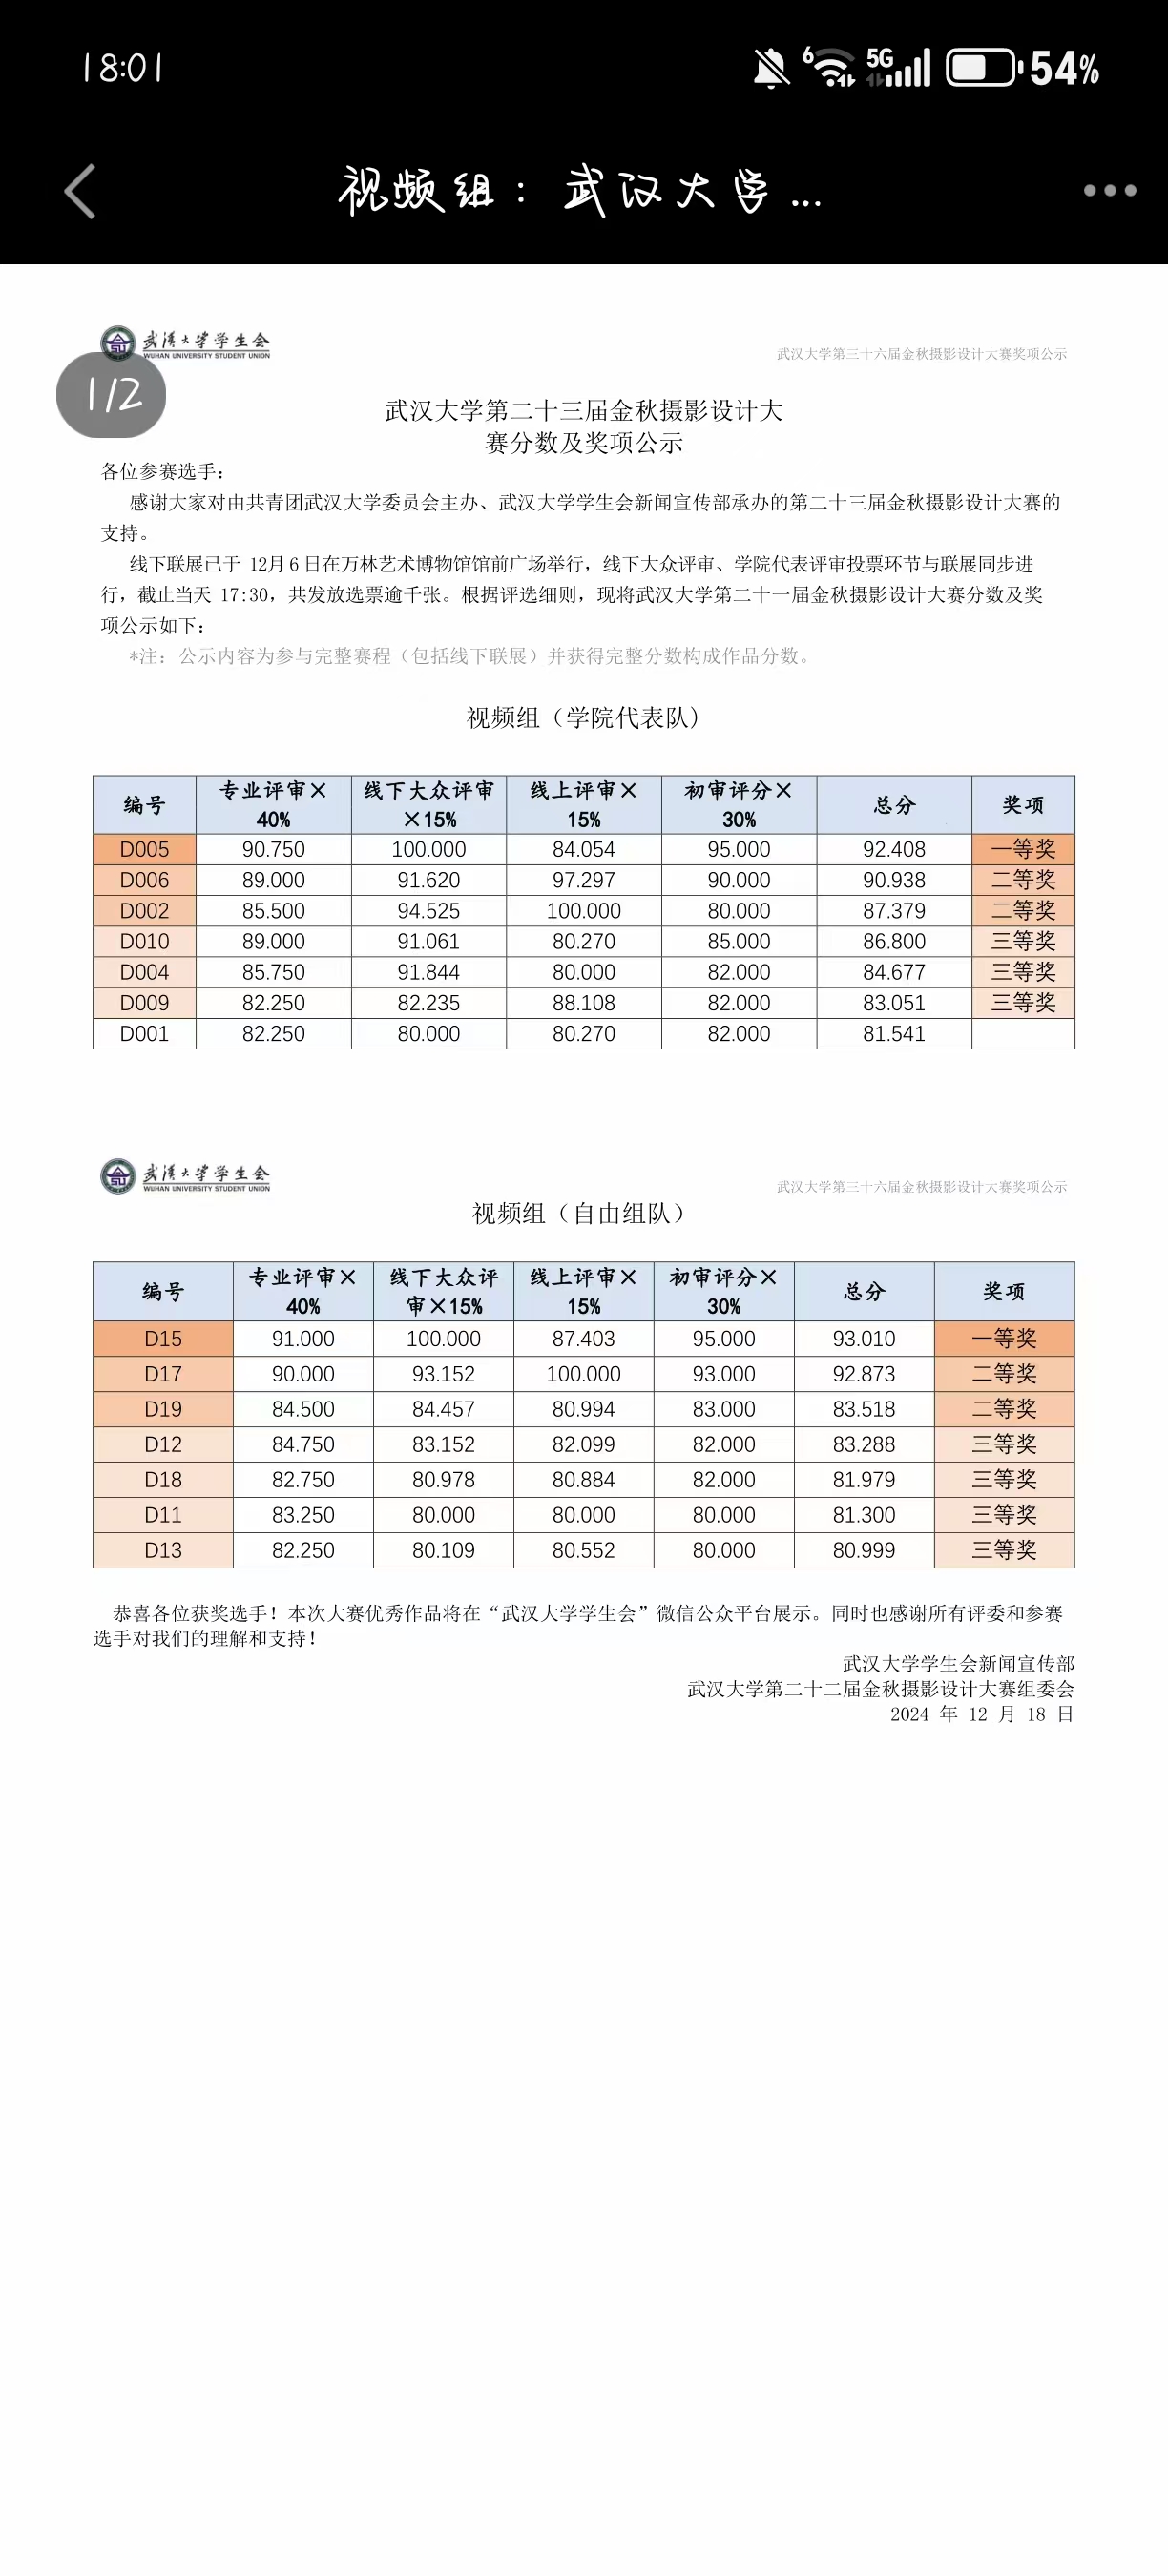 18:01
6 5G 54%
视频组：武汉大学...
武汉大学学生会
WUHAN UNIVERSITY STUDENT UNION
武汉大学第三十六届金秋摄影设计大赛奖项公示
1/2
武汉大学第二十三届金秋摄影设计大
赛分数及奖项公示
各位参赛选手：
感谢大家对由共青团武汉大学委员会主办、武汉大学学生会新闻宣传部承办的第二十三届金秋摄影设计大赛的
支持。
线下联展已于 12月6日在万林艺术博物馆馆前广场举行，线下大众评审、学院代表评审投票环节与联展同步进
行，截止当天 17:30，共发放选票逾千张。根据评选细则，现将武汉大学第二十一届金秋摄影设计大赛分数及奖
项公示如下：
*注：公示内容为参与完整赛程（包括线下联展）并获得完整分数构成作品分数。
视频组（学院代表队）
编号 专业评审×40% 线下大众评审×15% 线上评审×15% 初审评分×30% 总分 奖项
D005 90.750 100.000 84.054 95.000 92.408 一等奖
D006 89.000 91.620 97.297 90.000 90.938 二等奖
D002 85.500 94.525 100.000 80.000 87.379 二等奖
D010 89.000 91.061 80.270 85.000 86.800 三等奖
D004 85.750 91.844 80.000 82.000 84.677 三等奖
D009 82.250 82.235 88.108 82.000 83.051 三等奖
D001 82.250 80.000 80.270 82.000 81.541
武汉大学学生会
WUHAN UNIVERSITY STUDENT UNION
武汉大学第三十六届金秋摄影设计大赛奖项公示
视频组（自由组队）
编号 专业评审×40% 线下大众评审×15% 线上评审×15% 初审评分×30% 总分 奖项
D15 91.000 100.000 87.403 95.000 93.010 一等奖
D17 90.000 93.152 100.000 93.000 92.873 二等奖
D19 84.500 84.457 80.994 83.000 83.518 二等奖
D12 84.750 83.152 82.099 82.000 83.288 三等奖
D18 82.750 80.978 80.884 82.000 81.979 三等奖
D11 83.250 80.000 80.000 80.000 81.300 三等奖
D13 82.250 80.109 80.552 80.000 80.999 三等奖
恭喜各位获奖选手！本次大赛优秀作品将在“武汉大学学生会”微信公众平台展示。同时也感谢所有评委和参赛
选手对我们的理解和支持！
武汉大学学生会新闻宣传部
武汉大学第二十二届金秋摄影设计大赛组委会
2024 年 12 月 18 日